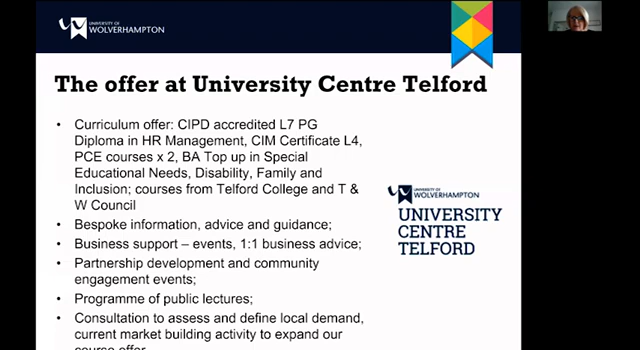 UNIVERSITY OF
WOLVERHAMPTON
The offer at University Centre Telford
• Curriculum offer: CIPD accredited L7 PG
Diploma in HR Management, CIM Certificate L4,
PCE courses x 2, BA Top up in Special
Educational Needs, Disability, Family and
Inclusion; courses from Telford College and T &
W Council
• Bespoke information, advice and guidance;
• Business support – events, 1:1 business advice;
• Partnership development and community
engagement events;
• Programme of public lectures;
• Consultation to assess and define local demand,
current market building activity to expand our
course offer
UNIVERSITY OF
WOLVERHAMPTON
UNIVERSITY
CENTRE
TELFORD